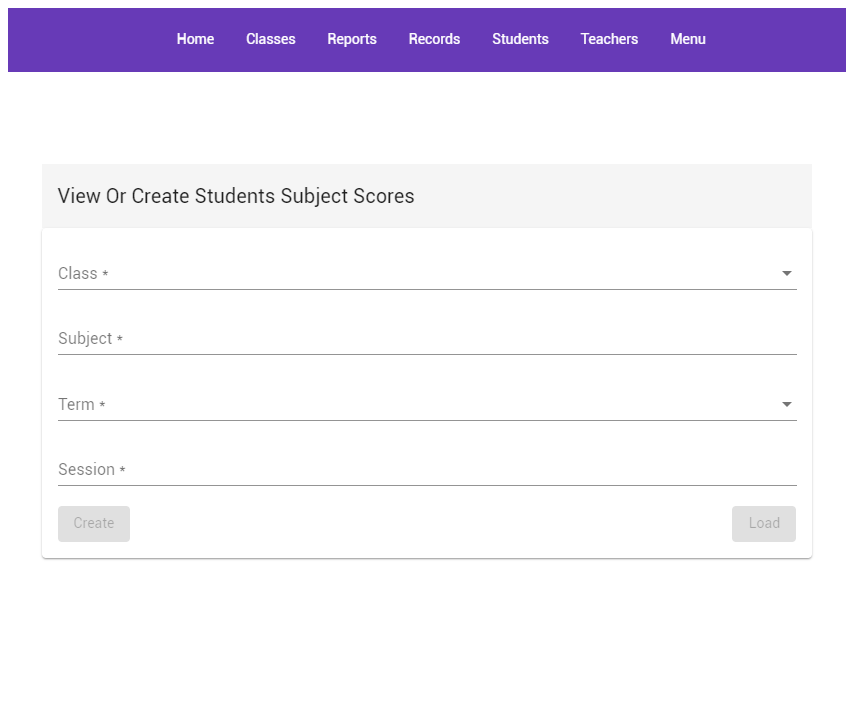 Home Classes Reports Records Students Teachers Menu
View Or Create Students Subject Scores
Class *
Subject *
Term *
Session *
Create Load